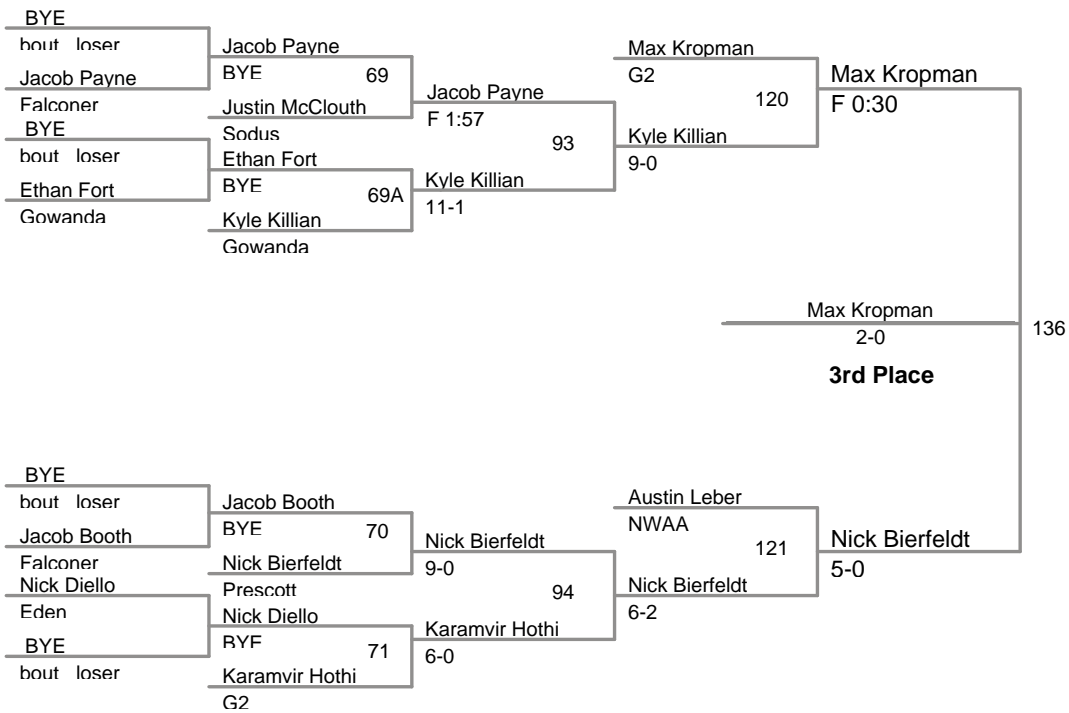 BYE
bout loser
Jacob Payne
Falconer
BYE
bout loser
Ethan Fort
Gowanda
Jacob Payne
BYE
69
Justin McClouth
Sodus
Ethan Fort
BYE
69A
Kyle Killian
Gowanda
Jacob Payne
F 1:57
93
Kyle Killian
11-1
Max Kropman
G2
120
Kyle Killian
9-0
Max Kropman
F 0:30
Max Kropman
2-0
136
3rd Place
BYE
bout loser
Jacob Booth
Falconer
Nick Diello
Eden
BYE
bout loser
Jacob Booth
BYE
70
Nick Bierfeldt
Prescott
Nick Diello
BYE
71
Karamvir Hothi
G2
Nick Bierfeldt
9-0
94
Karamvir Hothi
6-0
Austin Leber
NWAA
121
Nick Bierfeldt
6-2
Nick Bierfeldt
5-0